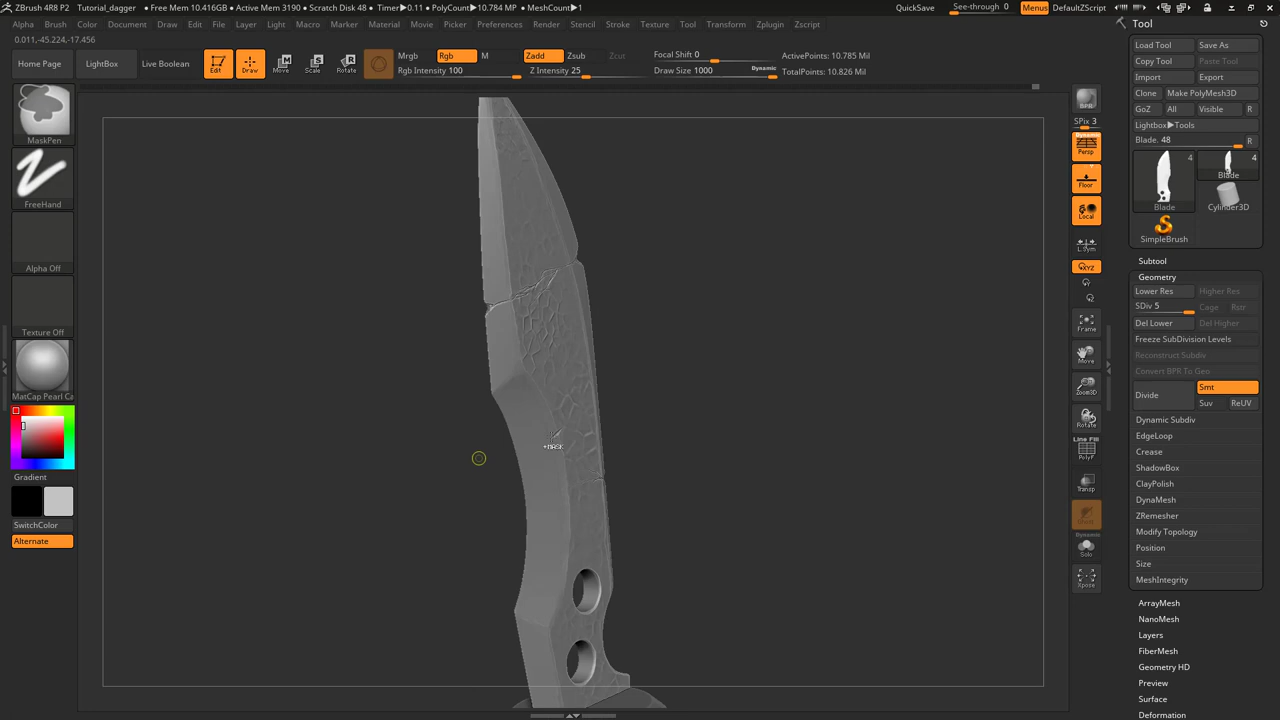 ZBrush 4R8 P2 Tutorial_dagger • Free Mem 10.416GB • Active Mem 3190 • Scratch Disk 48 • Timer▶0.11 • PolyCount▶10.784 MP • MeshCount▶1 QuickSave See-through 0 Menus DefaultZScript
Alpha Brush Color Document Draw Edit File Layer Light Macro Marker Material Movie Picker Preferences Render Stencil Stroke Texture Tool Transform Zplugin Zscript
0.011,-45.224,-17.456
Home Page LightBox Live Boolean Edit Draw Move Scale Rotate
Mrgb Rgb M Zadd Zsub Zcut Focal Shift 0 ActivePoints: 10.785 Mil
Rgb Intensity 100 Z Intensity 25 Draw Size 1000 Dynamic TotalPoints: 10.826 Mil
MaskPen
FreeHand
Alpha Off
Texture Off
MatCap Pearl Ca
Gradient
SwitchColor
Alternate
+MASK
BPR
SPix 3
Dynamic
Persp
Floor
Local
L.Sym
XYZ
Frame
Move
Zoom3D
Rotate
Line Fill
PolyF
Transp
Dynamic
Solo
Xpose
Tool
Load Tool Save As
Copy Tool Paste Tool
Import Export
Clone Make PolyMesh3D
GoZ All Visible R
Lightbox▶Tools
Blade. 48 R
4 4
Blade
Blade Cylinder3D
SimpleBrush
Subtool
Geometry
Lower Res Higher Res
SDiv 5 Cage Rstr
Del Lower Del Higher
Freeze SubDivision Levels
Reconstruct Subdiv
Convert BPR To Geo
Divide Smt
Suv ReUV
Dynamic Subdiv
EdgeLoop
Crease
ShadowBox
ClayPolish
DynaMesh
ZRemesher
Modify Topology
Position
Size
MeshIntegrity
ArrayMesh
NanoMesh
Layers
FiberMesh
Geometry HD
Preview
Surface
Deformation